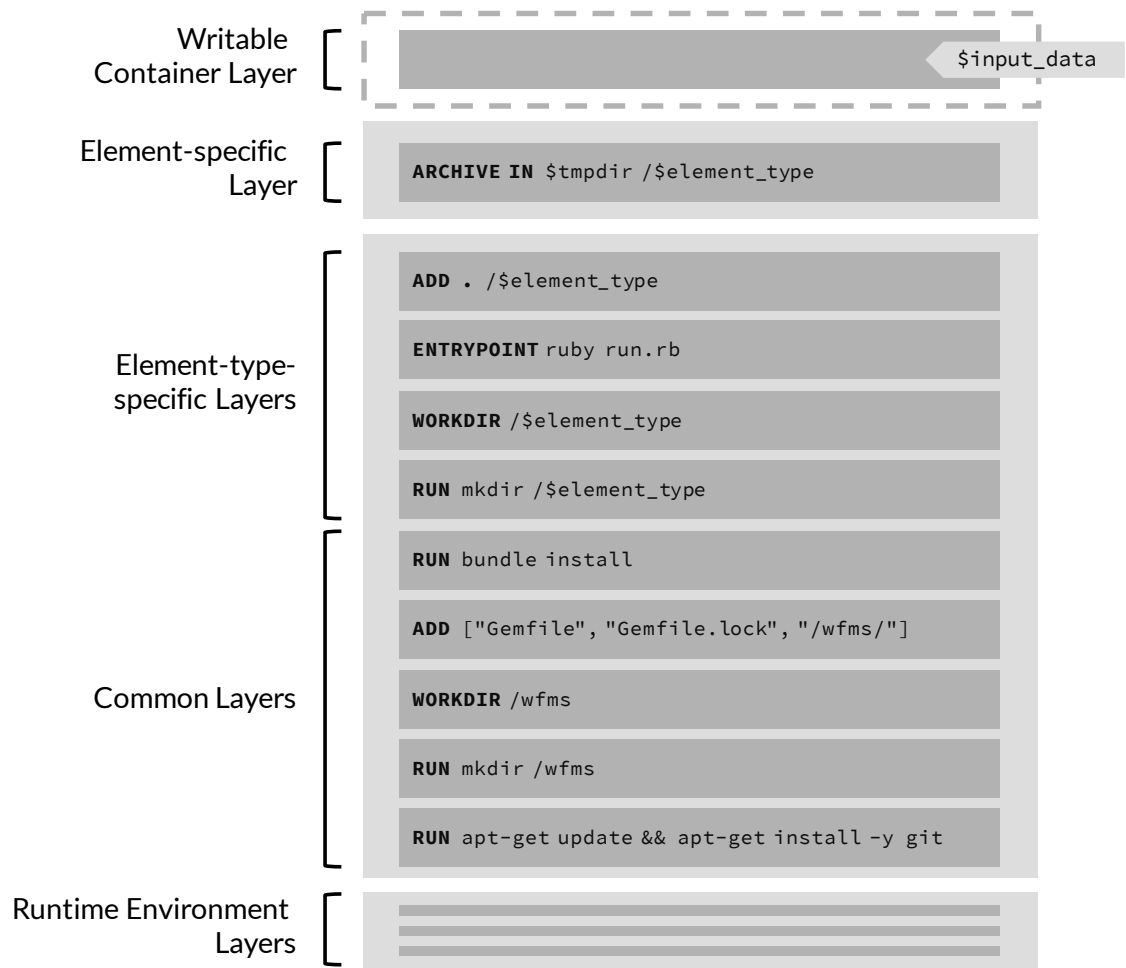 Writable
Container Layer
$input_data
Element-specific
Layer
ARCHIVE IN $tmpdir /$element_type
Element-type-
specific Layers
ADD . /$element_type
ENTRYPOINT ruby run.rb
WORKDIR /$element_type
RUN mkdir /$element_type
Common Layers
RUN bundle install
ADD ["Gemfile", "Gemfile.lock", "/wfms/"]
WORKDIR /wfms
RUN mkdir /wfms
RUN apt-get update && apt-get install -y git
Runtime Environment
Layers